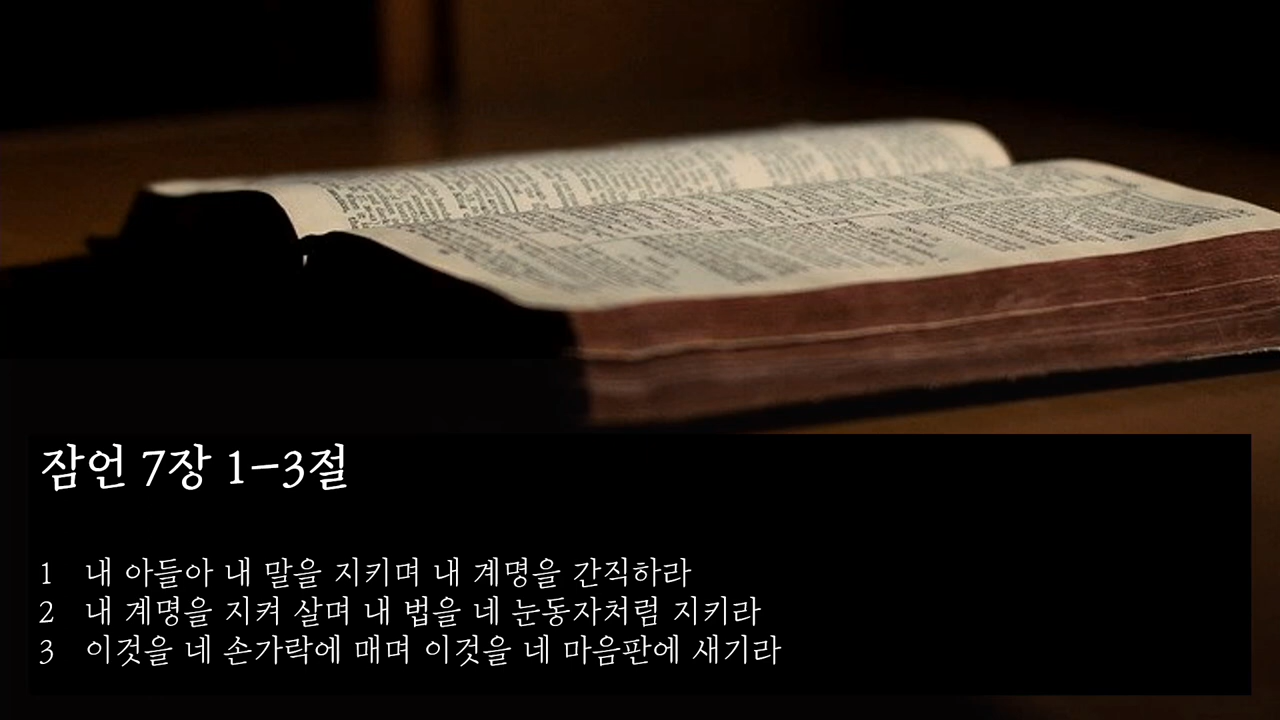 잠언 7장 1-3절
1 내 아들아 내 말을 지키며 내 계명을 간직하라
2 내 계명을 지켜 살며 내 법을 네 눈동자처럼 지키라
3 이것을 네 손가락에 매며 이것을 네 마음판에 새기라